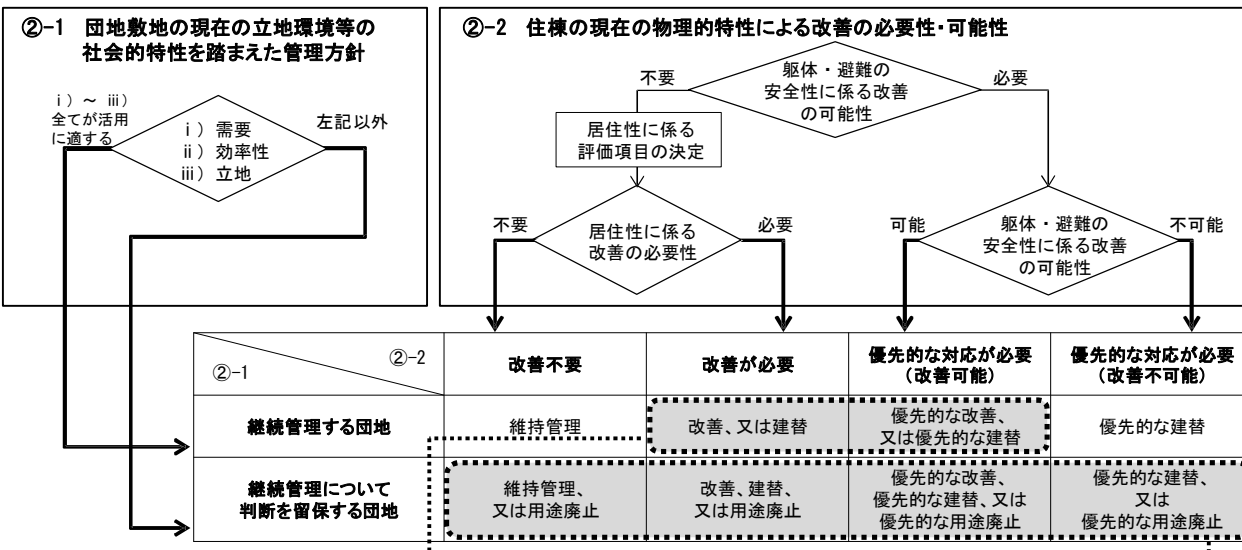 ②-1 団地敷地の現在の立地環境等の
社会的特性を踏まえた管理方針
ⅰ）～ ⅲ）
全てが活用
に適する
ⅰ）需要
ⅱ）効率性
ⅲ）立地
左記以外
②-2 住棟の現在の物理的特性による改善の必要性・可能性
不要
躯体・避難の
安全性に係る改善
の可能性
必要
居住性に係る
評価項目の決定
不要
居住性に係る
改善の必要性
必要
可能
躯体・避難の
安全性に係る改善
の可能性
不可能
②-1
②-2
改善不要
改善が必要
優先的な対応が必要
（改善可能）
優先的な対応が必要
（改善不可能）
継続管理する団地
維持管理
改善、又は建替
優先的な改善、
又は優先的な建替
優先的な建替
継続管理について
判断を留保する団地
維持管理、
又は用途廃止
改善、建替、
又は用途廃止
優先的な改善、
優先的な建替、又は
優先的な用途廃止
優先的な建替、
又は
優先的な用途廃止